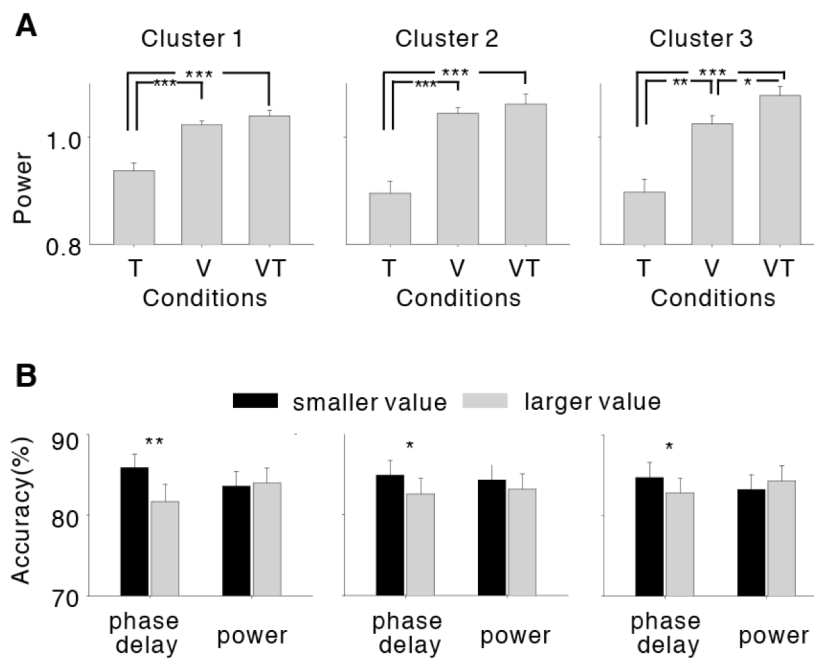 A
Cluster 1 Cluster 2 Cluster 3
*** *** ***
*** *** ** *
1.0
Power
0.8
T V VT T V VT T V VT
Conditions Conditions Conditions
B
smaller value larger value
90
** * *
Accuracy(%)
80
70
phase delay power phase delay power phase delay power